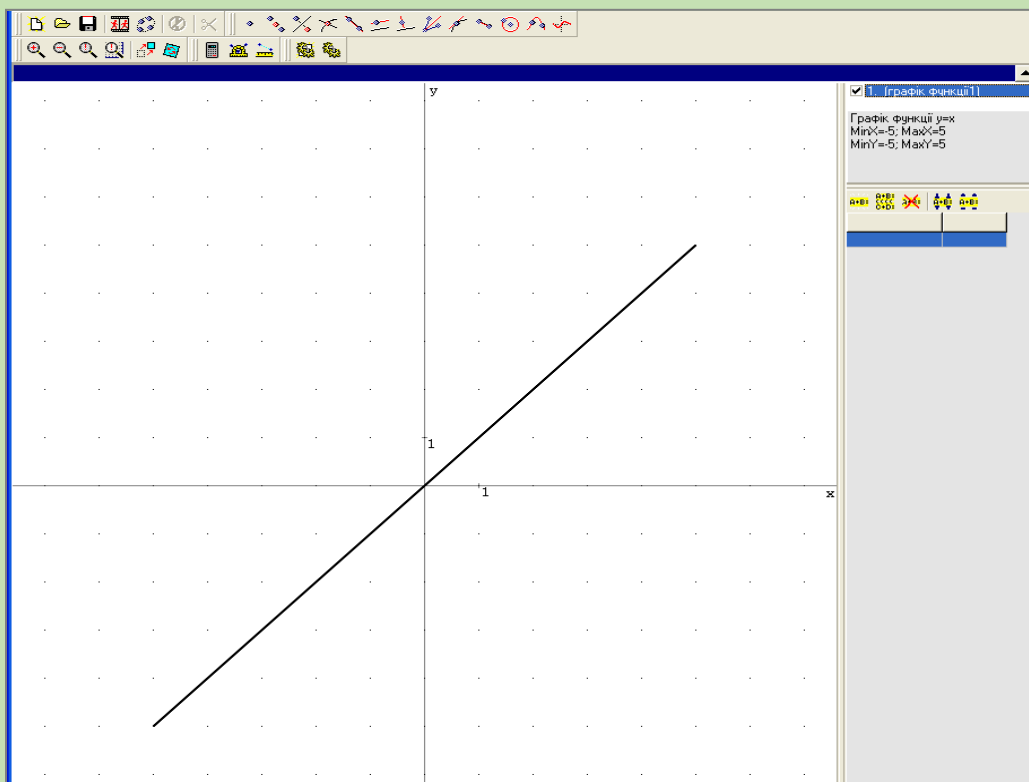 y
1
1
x
1. [графік функції1]
Графік функції y=x
MinX=-5; MaxX=5
MinY=-5; MaxY=5